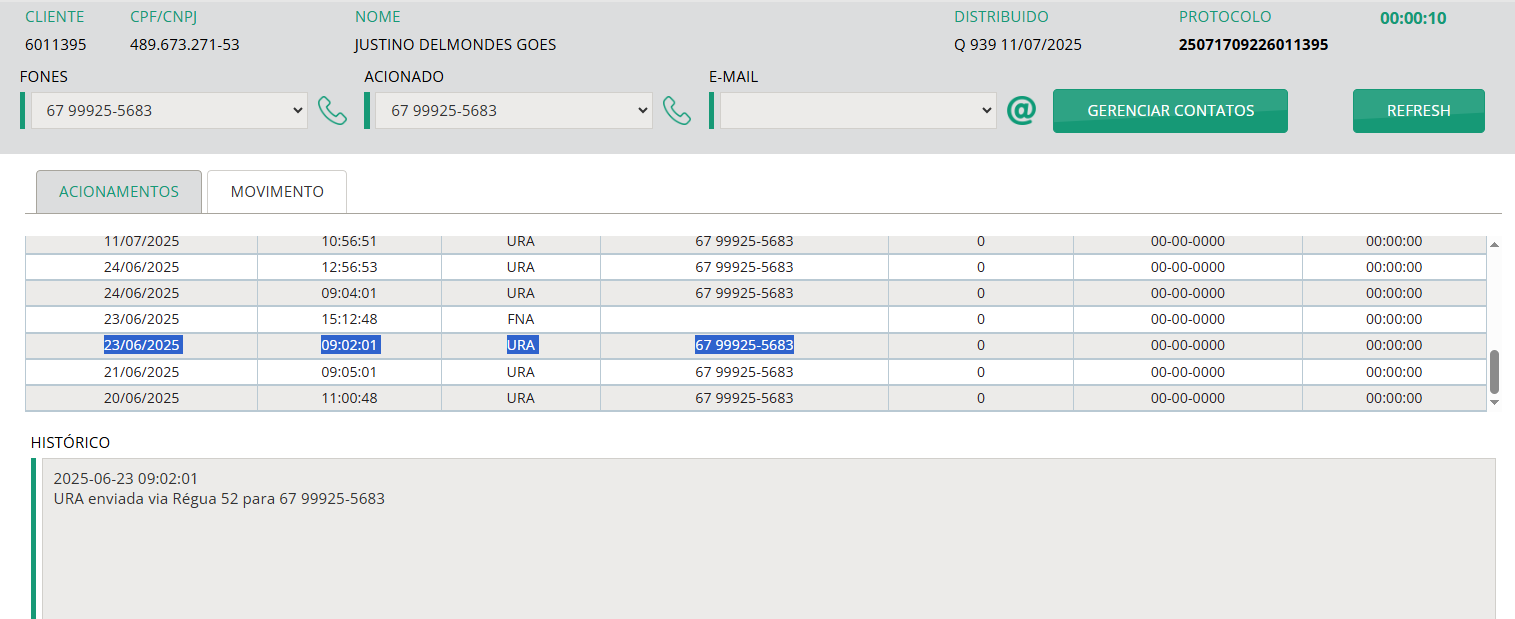 CLIENTE CPF/CNPJ NOME DISTRIBUIDO PROTOCOLO 00:00:10
6011395 489.673.271-53 JUSTINO DELMONDES GOES Q 939 11/07/2025 25071709226011395
FONES ACIONADO E-MAIL
67 99925-5683 67 99925-5683 @ GERENCIAR CONTATOS REFRESH
ACIONAMENTOS MOVIMENTO
11/07/2025 10:56:51 URA 67 99925-5683 0 00-00-0000 00:00:00
24/06/2025 12:56:53 URA 67 99925-5683 0 00-00-0000 00:00:00
24/06/2025 09:04:01 URA 67 99925-5683 0 00-00-0000 00:00:00
23/06/2025 15:12:48 FNA 0 00-00-0000 00:00:00
23/06/2025 09:02:01 URA 67 99925-5683 0 00-00-0000 00:00:00
21/06/2025 09:05:01 URA 67 99925-5683 0 00-00-0000 00:00:00
20/06/2025 11:00:48 URA 67 99925-5683 0 00-00-0000 00:00:00
HISTÓRICO
2025-06-23 09:02:01
URA enviada via Régua 52 para 67 99925-5683